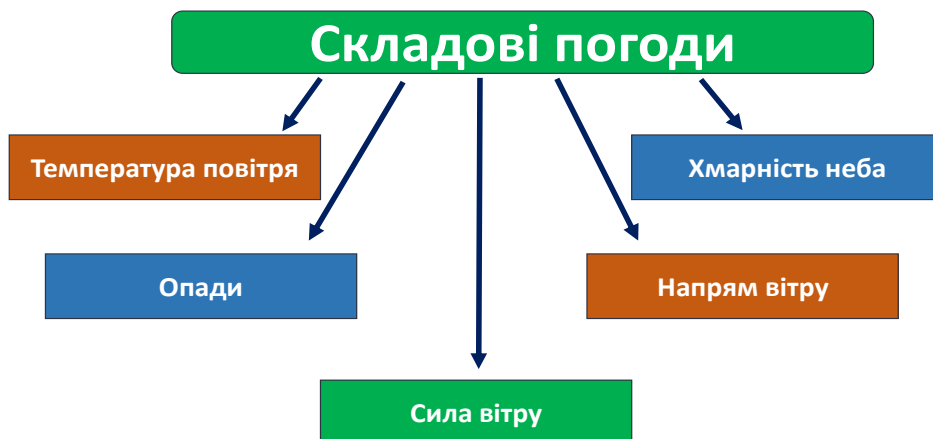 Складові погоди
Температура повітря
Хмарність неба
Опади
Напрям вітру
Сила вітру